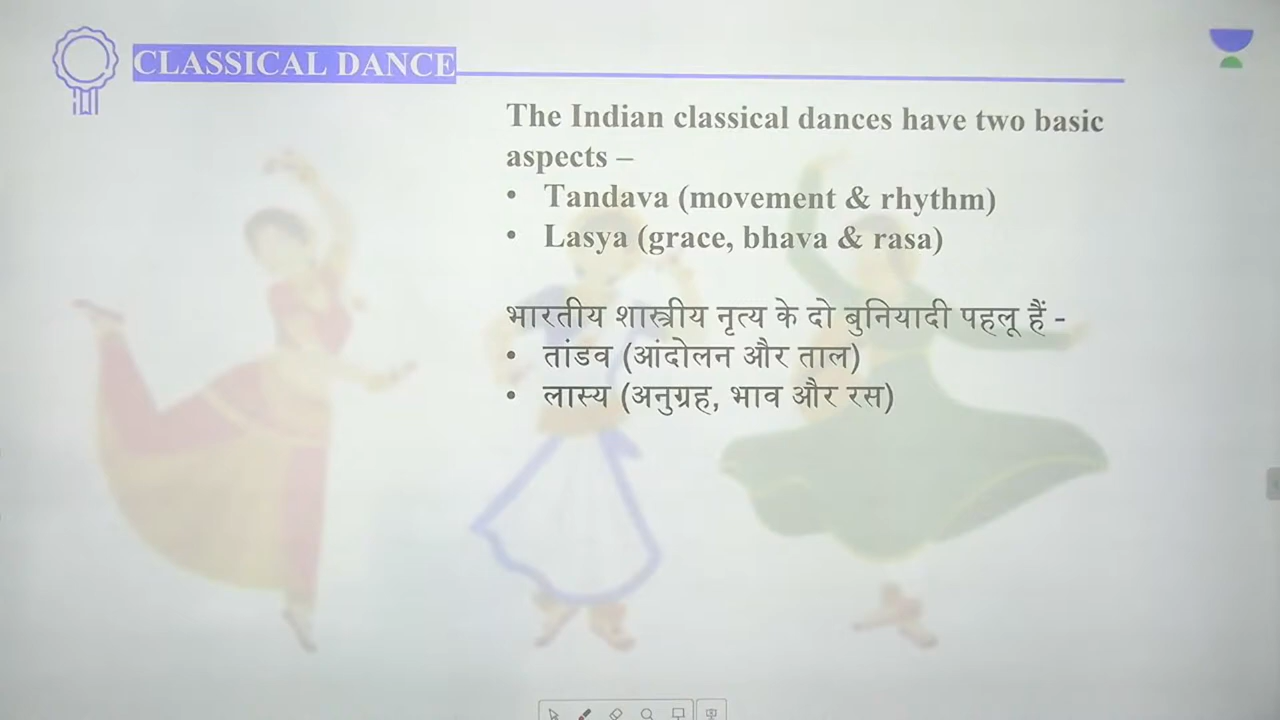 CLASSICAL DANCE
The Indian classical dances have two basic
aspects –
• Tandava (movement & rhythm)
• Lasya (grace, bhava & rasa)
भारतीय शास्त्रीय नृत्य के दो बुनियादी पहलू हैं -
• तांडव (आंदोलन और ताल)
• लास्य (अनुग्रह, भाव और रस)